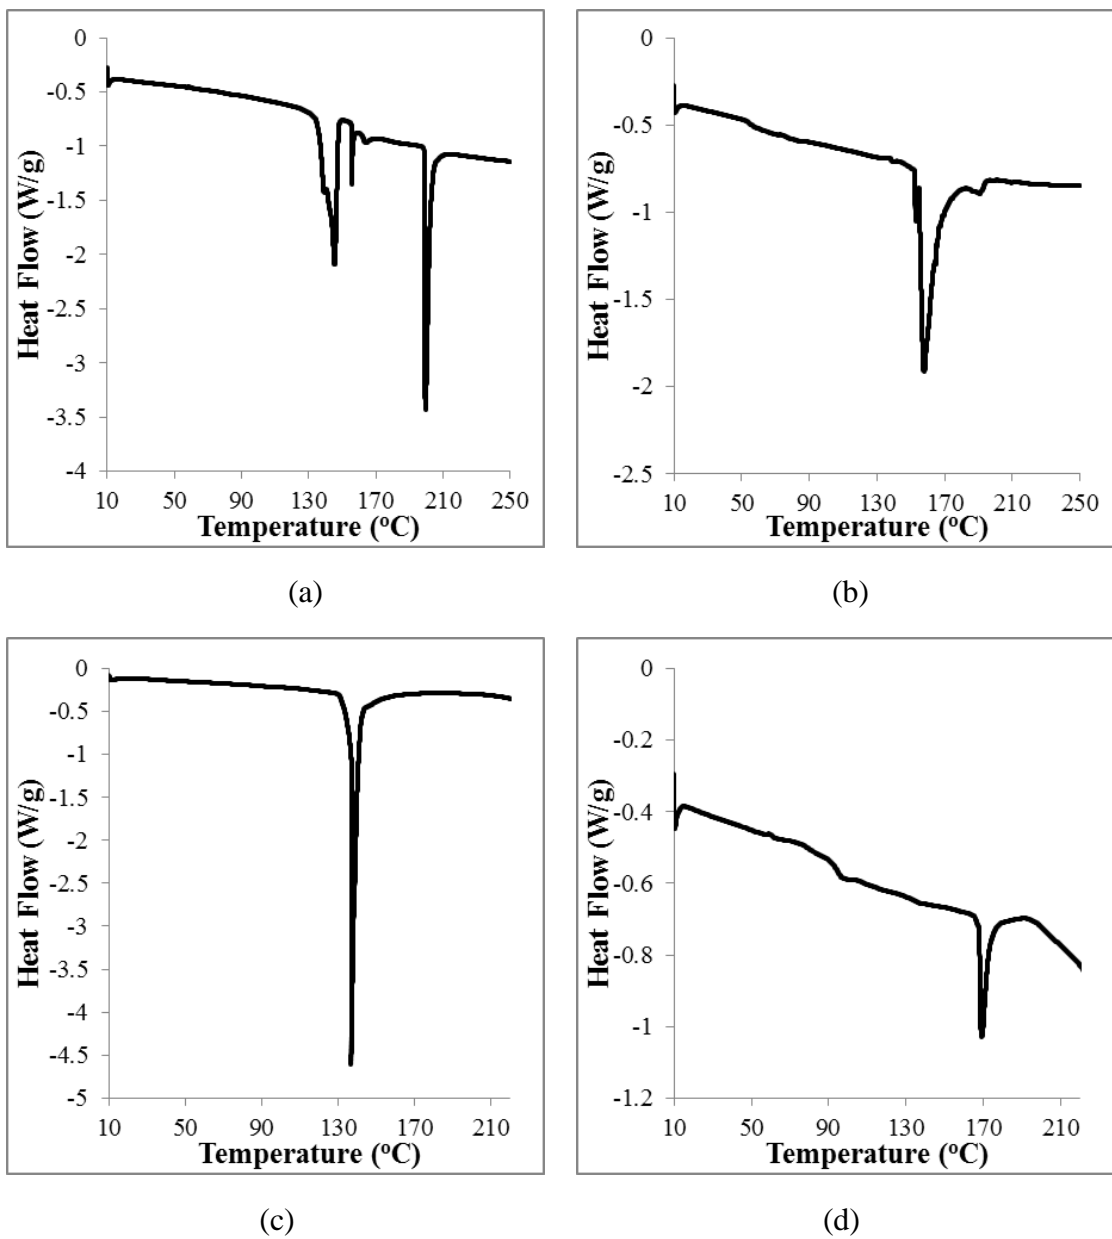 0
-0.5
-1
-1.5
-2
-2.5
-3
-3.5
-4
Heat Flow (W/g)
10 50 90 130 170 210 250
Temperature (°C)
(a)
0
-0.5
-1
-1.5
-2
-2.5
Heat Flow (W/g)
10 50 90 130 170 210 250
Temperature (°C)
(b)
0
-0.5
-1
-1.5
-2
-2.5
-3
-3.5
-4
-4.5
-5
Heat Flow (W/g)
10 50 90 130 170 210
Temperature (°C)
(c)
0
-0.2
-0.4
-0.6
-0.8
-1
-1.2
Heat Flow (W/g)
10 50 90 130 170 210
Temperature (°C)
(d)